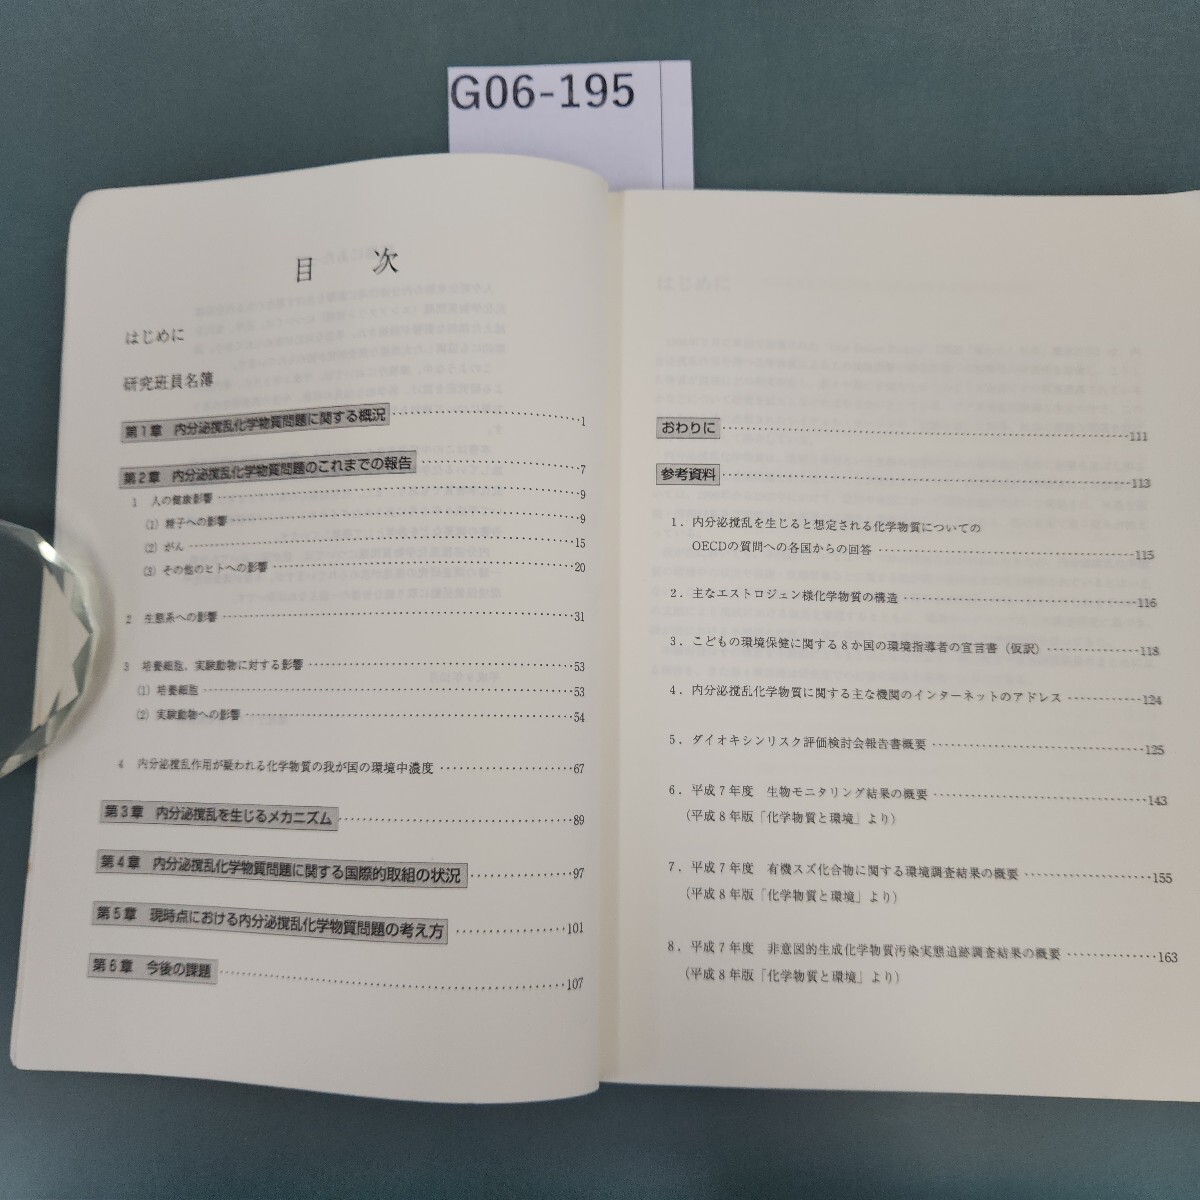 G06-195
目 次
はじめに
研究班員名簿
第1章 内分泌撹乱化学物質問題に関する概況 1
第2章 内分泌撹乱化学物質問題のこれまでの報告 7
1 人の健康影響 9
(1) 精子への影響 9
(2) がん 15
(3) その他のヒトへの影響 20
2 生態系への影響 31
3 培養細胞、実験動物に対する影響 53
(1) 培養細胞 53
(2) 実験動物への影響 54
4 内分泌撹乱作用が疑われる化学物質の我が国の環境中濃度 67
第3章 内分泌撹乱を生じるメカニズム 89
第4章 内分泌撹乱化学物質問題に関する国際的取組の状況 97
第5章 現時点における内分泌撹乱化学物質問題の考え方 101
第6章 今後の課題 107
おわりに 111
参考資料 113
1．内分泌撹乱を生じると想定される化学物質についての
OECDの質問への各国からの回答 115
2．主なエストロジェン様化学物質の構造 116
3．こどもの環境保健に関する8か国の環境指導者の宣言書（仮訳） 118
4．内分泌撹乱化学物質に関する主な機関のインターネットのアドレス 124
5．ダイオキシンリスク評価検討会報告書概要 125
6．平成7年度 生物モニタリング結果の概要 143
（平成8年版「化学物質と環境」より）
7．平成7年度 有機スズ化合物に関する環境調査結果の概要 155
（平成8年版「化学物質と環境」より）
8．平成7年度 非意図的生成化学物質汚染実態追跡調査結果の概要 163
（平成8年版「化学物質と環境」より）